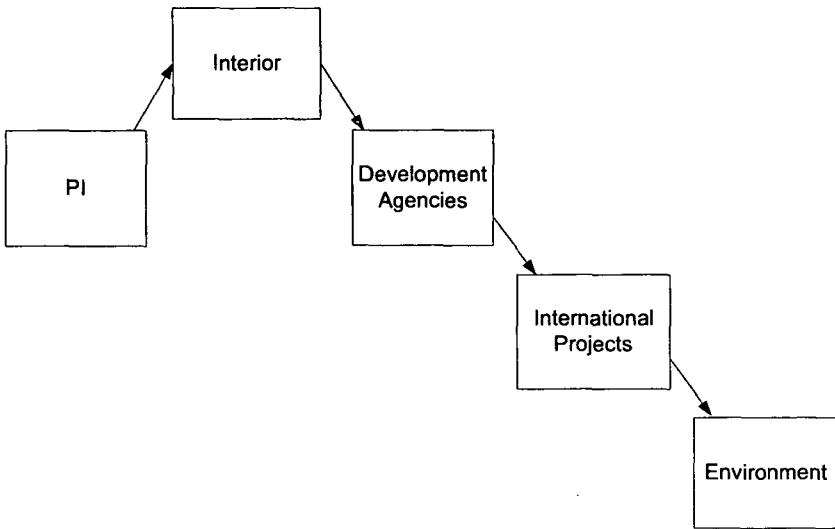 Interior
PI
Development
Agencies
International
Projects
Environment